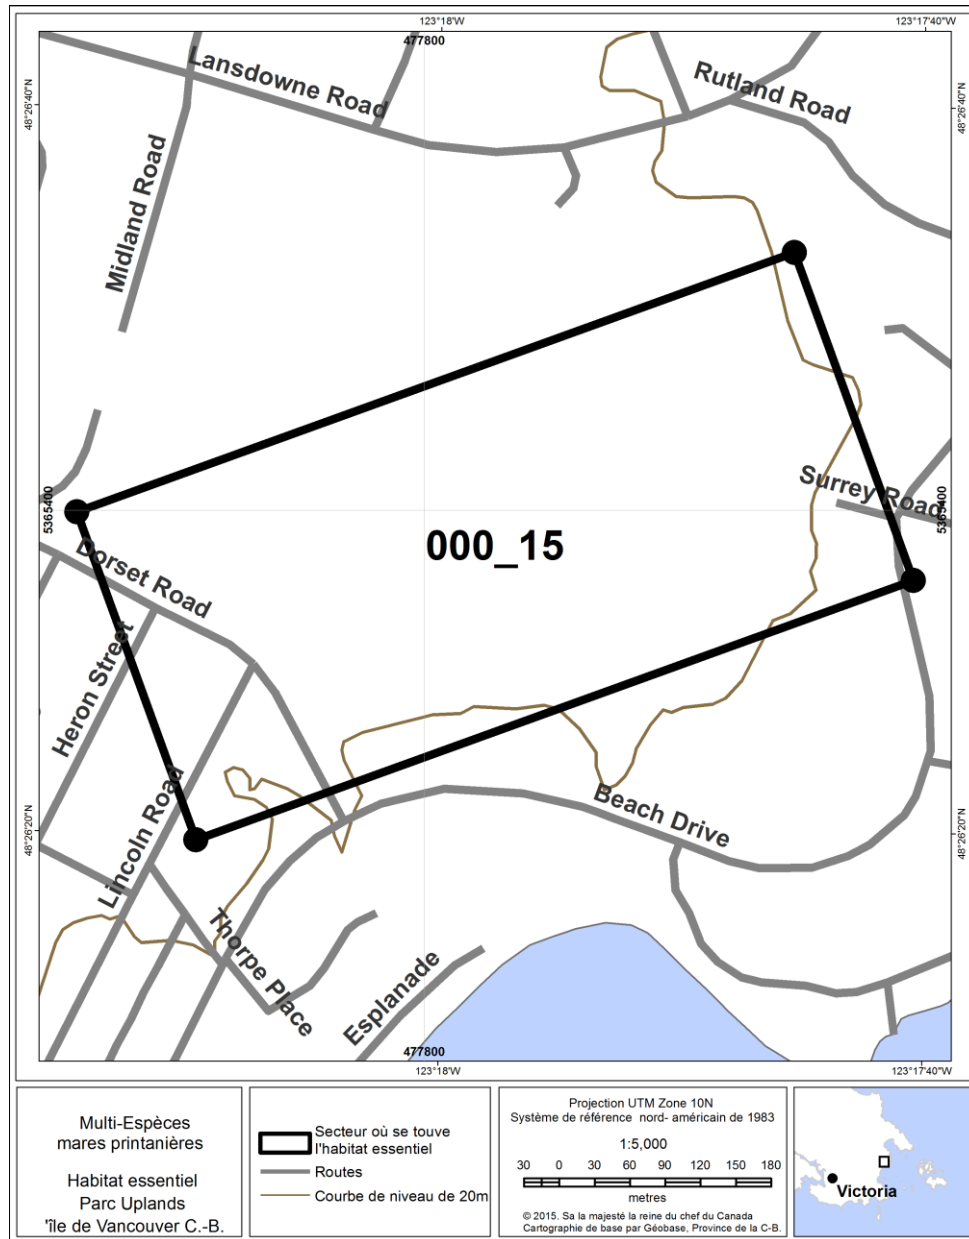 123°18'W
123°17'40"W
477800
48°26'40"N
48°26'40"N
Lansdowne Road
Rutland Road
Midland Road
5365400
5365400
Surrey Road
000_15
Dorset Road
Heron Street
Lincoln Road
Beach Drive
Thorpe Place
Esplanade
48°26'20"N
48°26'20"N
477800
123°18'W
123°17'40"W
Multi-Espèces
mares printanières
Habitat essentiel
Parc Uplands
'île de Vancouver C.-B.
Secteur où se touve
l'habitat essentiel
Routes
Courbe de niveau de 20m
Projection UTM Zone 10N
Système de référence nord- américain de 1983
1:5,000
30 0 30 60 90 120 150 180
metres
© 2015. Sa la majesté la reine du chef du Canada
Cartographie de base par Géobase, Province de la C-B.
Victoria